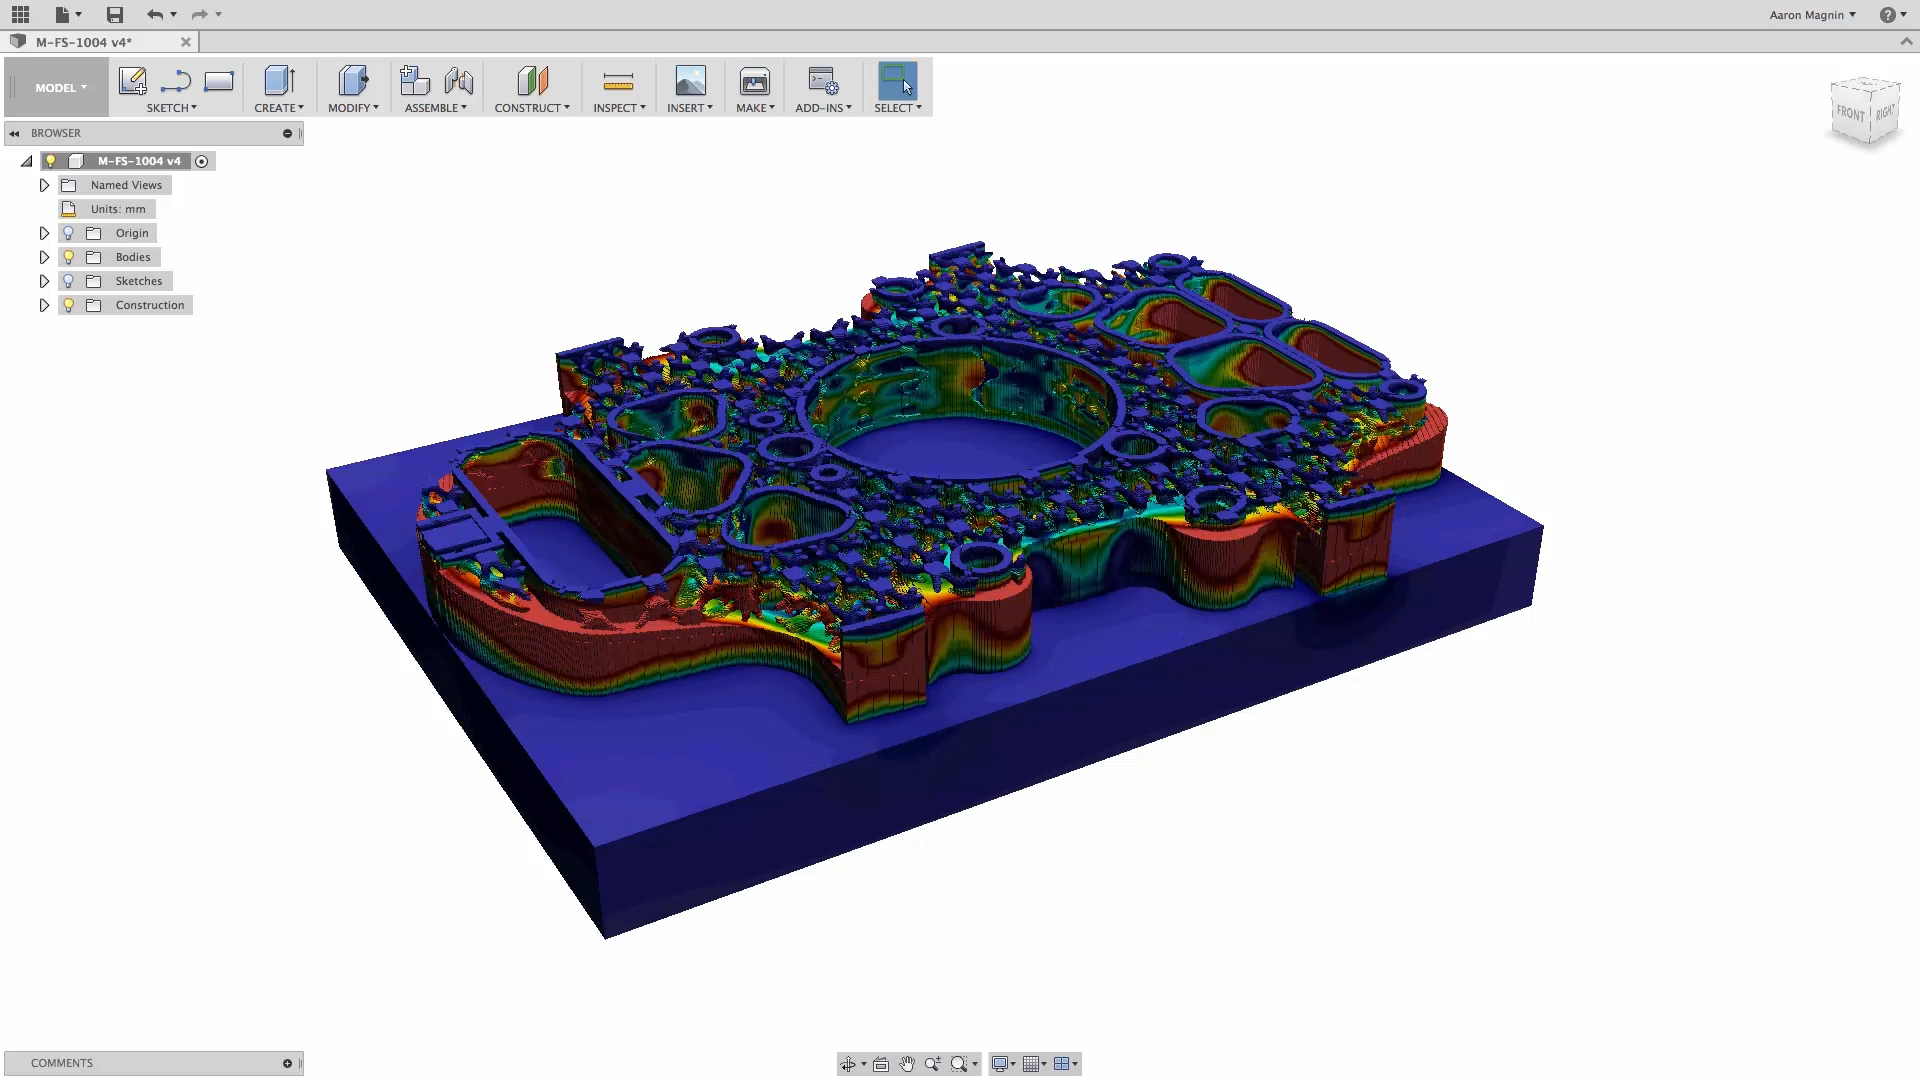 Aaron Magnin
M-FS-1004 v4*
MODEL
SKETCH
CREATE
MODIFY
ASSEMBLE
CONSTRUCT
INSPECT
INSERT
MAKE
ADD-INS
SELECT
FRONT
RIGHT
BROWSER
M-FS-1004 v4
Named Views
Units: mm
Origin
Bodies
Sketches
Construction
COMMENTS